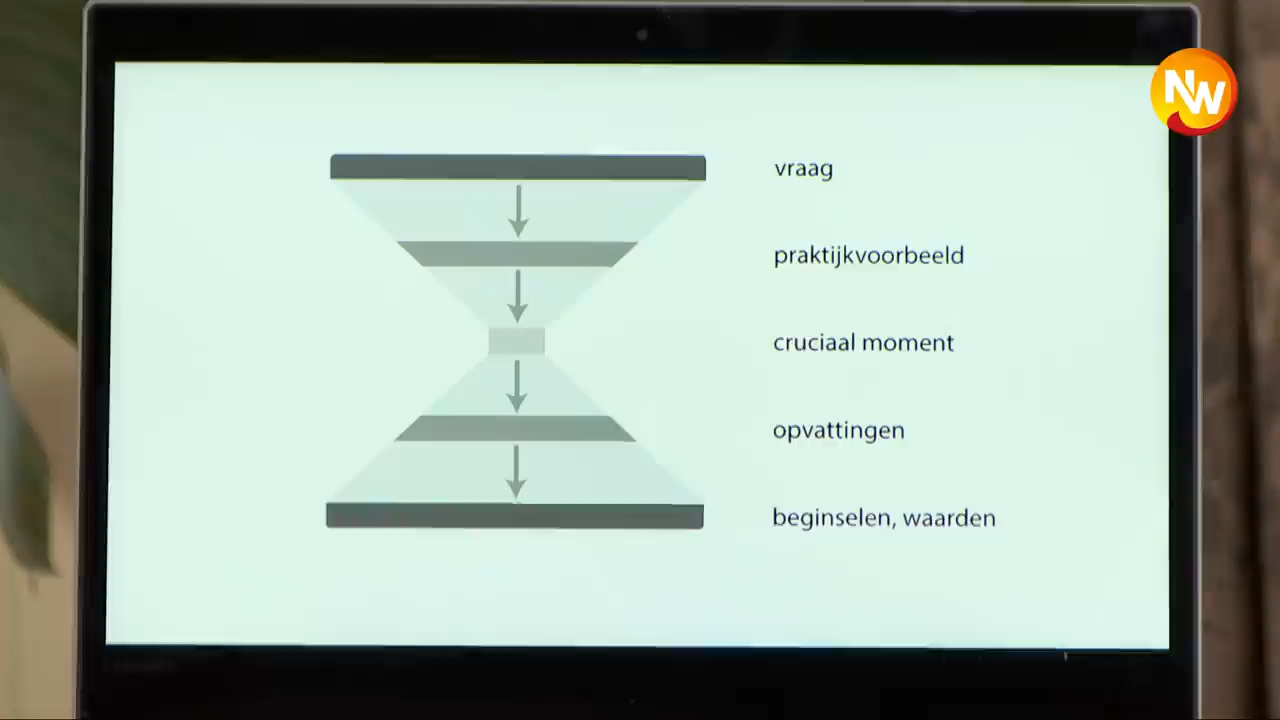 NW
vraag
praktijkvoorbeeld
cruciaal moment
opvattingen
beginselen, waarden